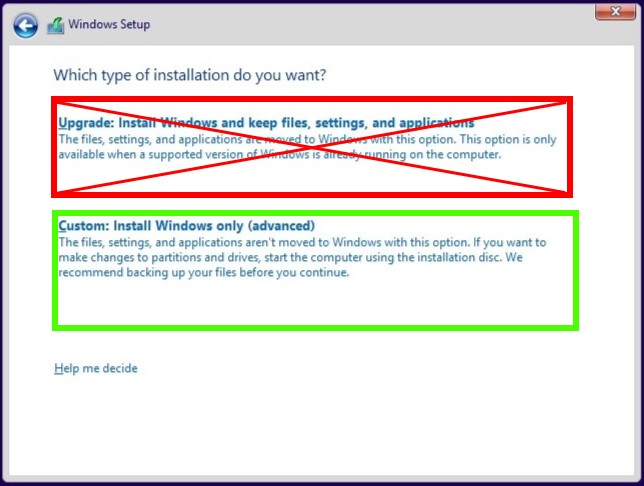 Windows Setup
Which type of installation do you want?
Upgrade: Install Windows and keep files, settings, and applications
The files, settings, and applications are moved to Windows with this option. This option is only
available when a supported version of Windows is already running on the computer.
Custom: Install Windows only (advanced)
The files, settings, and applications aren't moved to Windows with this option. If you want to
make changes to partitions and drives, start the computer using the installation disc. We
recommend backing up your files before you continue.
Help me decide